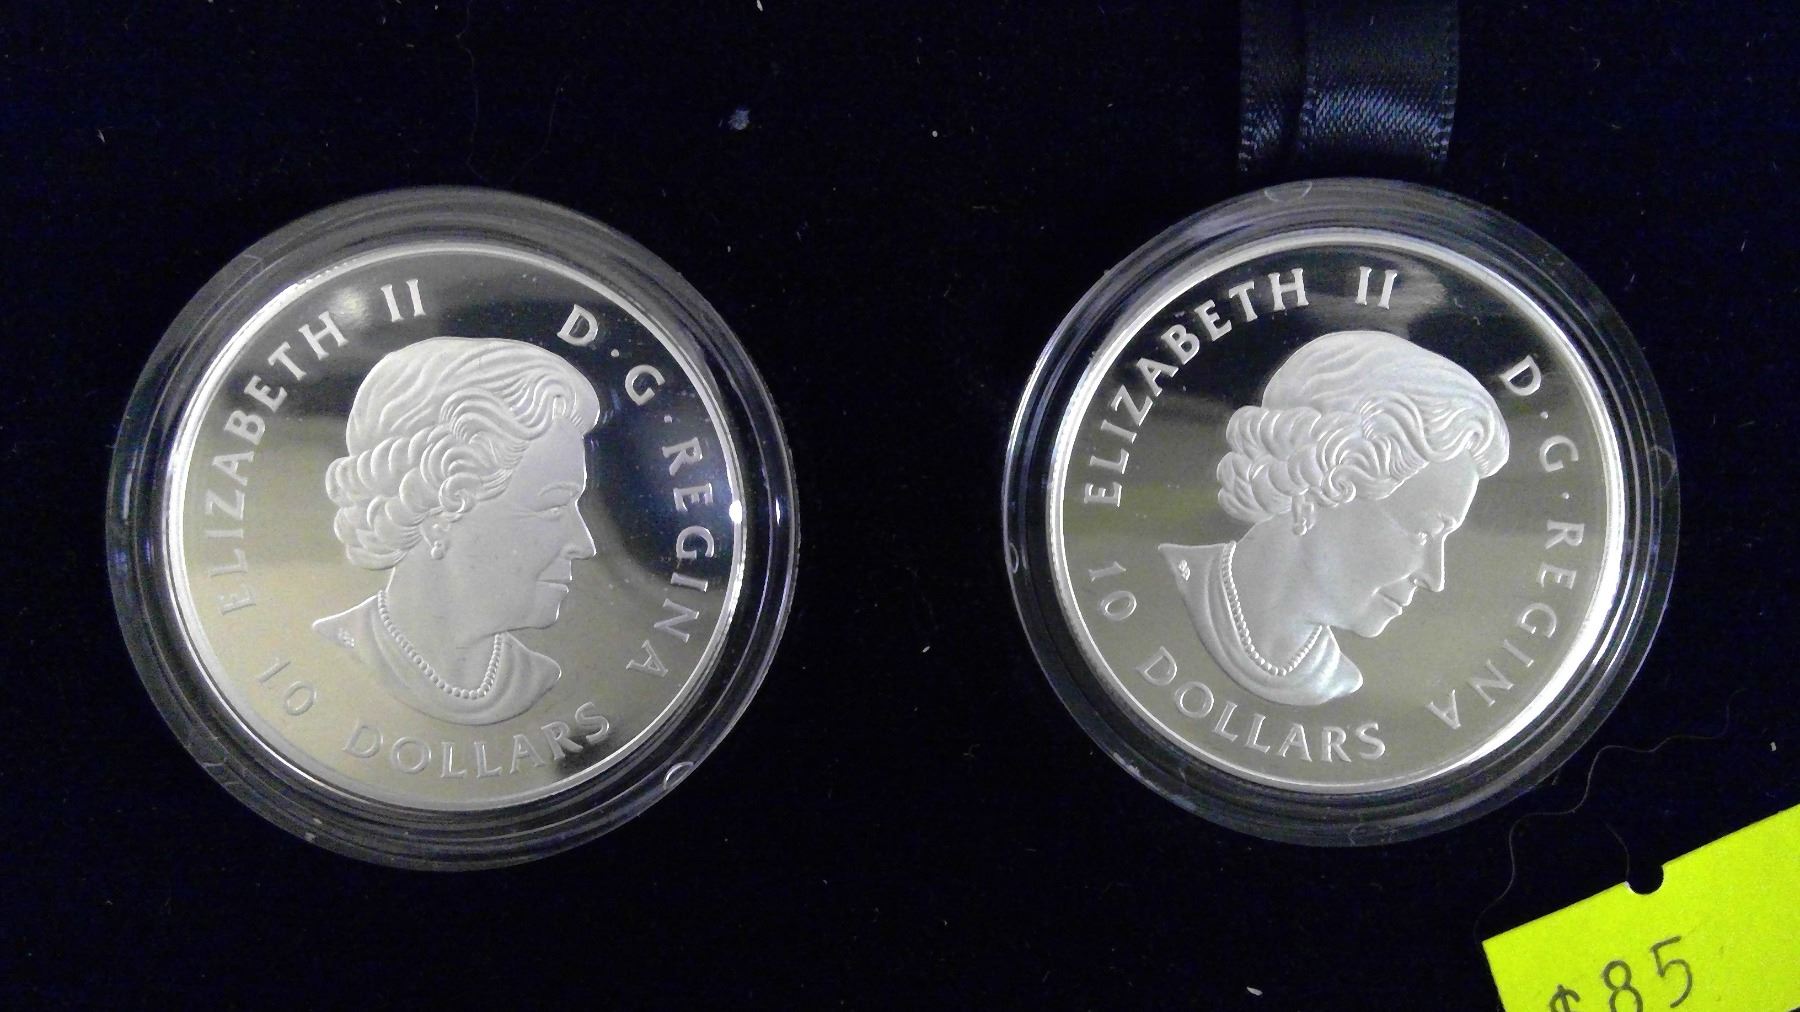 ELIZABETH II D·G·REGINA
10 DOLLARS
ELIZABETH II D·G·REGINA
10 DOLLARS
$85